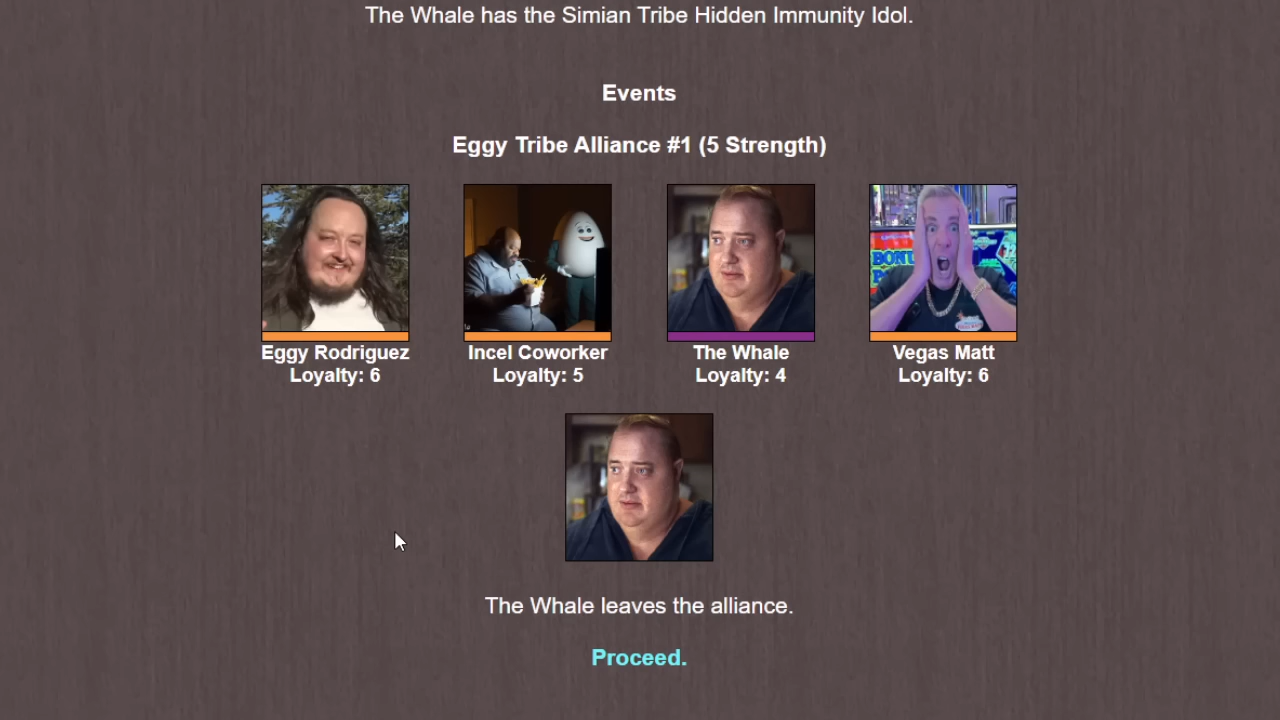 The Whale has the Simian Tribe Hidden Immunity Idol.
Events
Eggy Tribe Alliance #1 (5 Strength)
BONU
Eggy Rodriguez
Loyalty: 6
Incel Coworker
Loyalty: 5
The Whale
Loyalty: 4
Vegas Matt
Loyalty: 6
The Whale leaves the alliance.
Proceed.